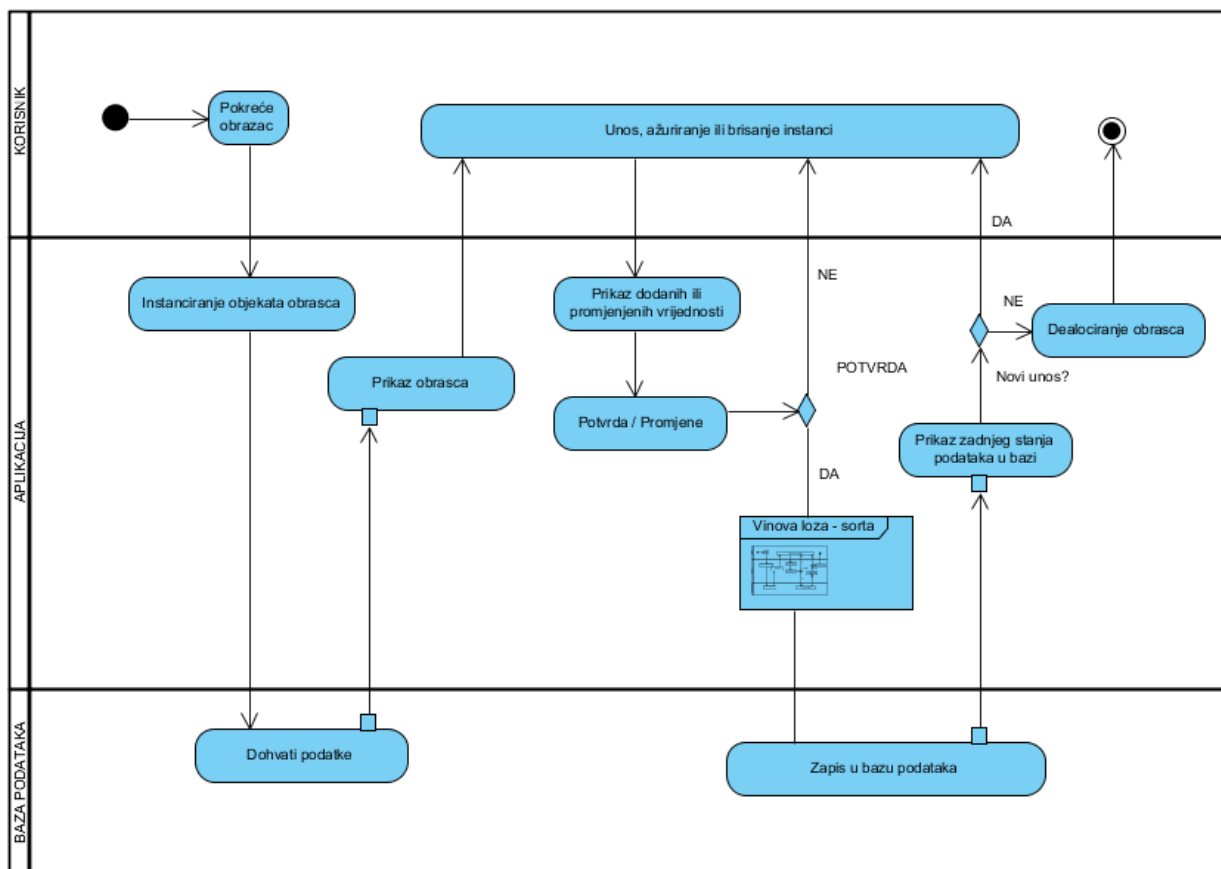 KORISNIK
Pokreće
obrazac
Unos, ažuriranje ili brisanje instanci
DA
APLIKACIJA
Instanciranje objekata obrasca
Prikaz obrasca
Prikaz dodanih ili
promjenjenih vrijednosti
Potvrda / Promjene
NE
POTVRDA
DA
Vinova loza - sorta
NE
Dealociranje obrasca
Novi unos?
Prikaz zadnjeg stanja
podataka u bazi
BAZA PODATAKA
Dohvati podatke
Zapis u bazu podataka